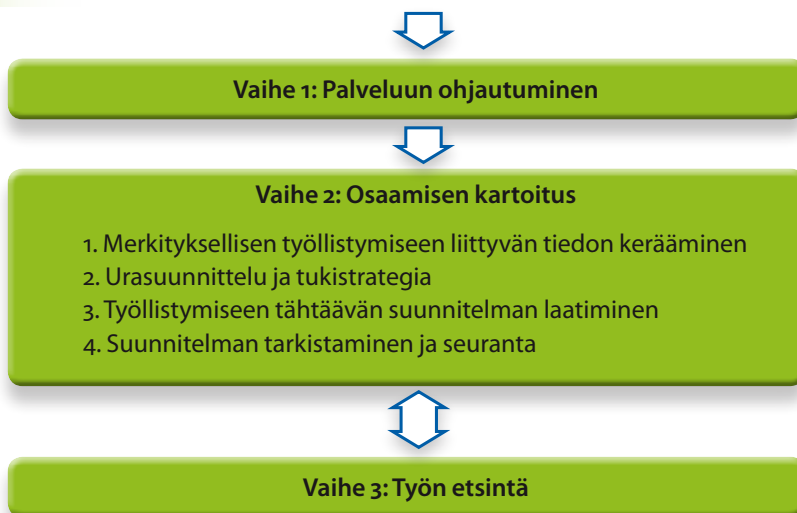 Vaihe 1: Palveluun ohjautuminen
Vaihe 2: Osaamisen kartoitus
1. Merkityksellisen työllistymiseen liittyvän tiedon kerääminen
2. Urasuunnittelu ja tukistrategia
3. Työllistymiseen tähtäävän suunnitelman laatiminen
4. Suunnitelman tarkistaminen ja seuranta
Vaihe 3: Työn etsintä